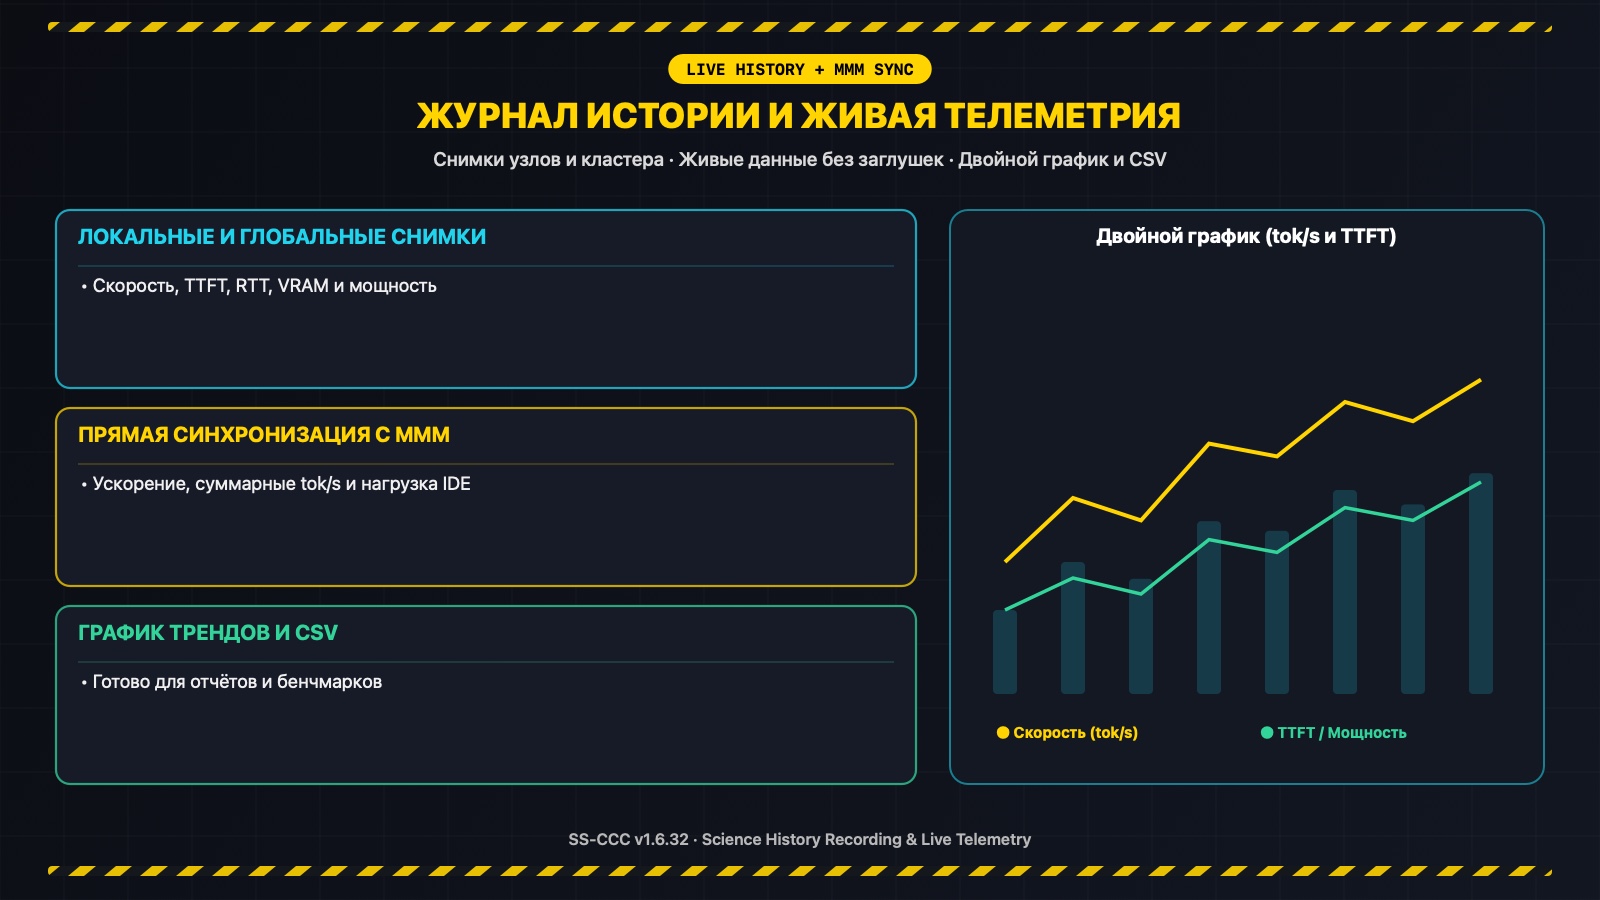 LIVE HISTORY + MMM SYNC
ЖУРНАЛ ИСТОРИИ И ЖИВАЯ ТЕЛЕМЕТРИЯ
Снимки узлов и кластера · Живые данные без заглушек · Двойной график и CSV
ЛОКАЛЬНЫЕ И ГЛОБАЛЬНЫЕ СНИМКИ
• Скорость, TTFT, RTT, VRAM и мощность
ПРЯМАЯ СИНХРОНИЗАЦИЯ С МММ
• Ускорение, суммарные tok/s и нагрузка IDE
ГРАФИК ТРЕНДОВ И CSV
• Готово для отчётов и бенчмарков
Двойной график (tok/s и TTFT)
Скорость (tok/s)
TTFT / Мощность
SS-CCC v1.6.32 · Science History Recording & Live Telemetry